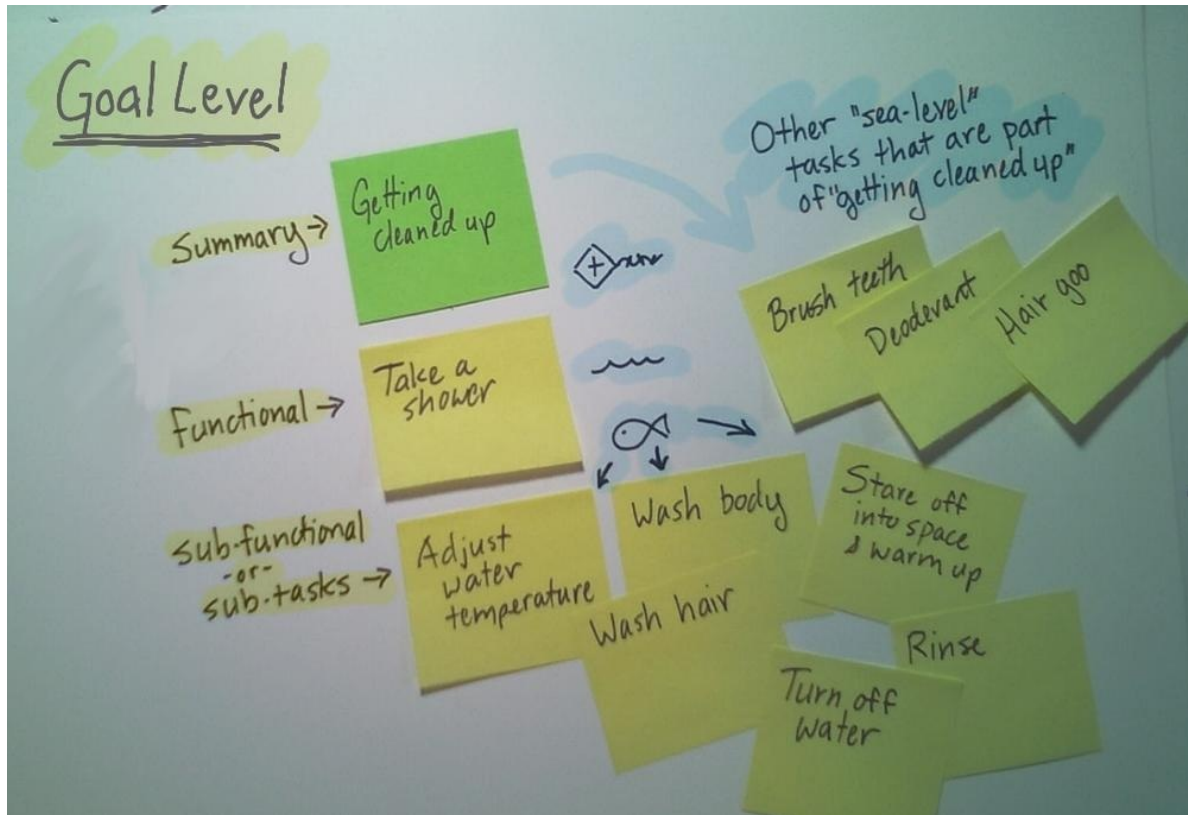 Goal Level
Summary →
Getting
cleaned up
Other "sea-level"
tasks that are part
of "getting cleaned up"
Brush teeth
Deodevant
Hair goo
Functional →
Take a
shower
sub-functional
-or-
sub-tasks →
Adjust
water
temperature
Wash body
Wash hair
Stare off
into space
& warm up
Rinse
Turn off
water